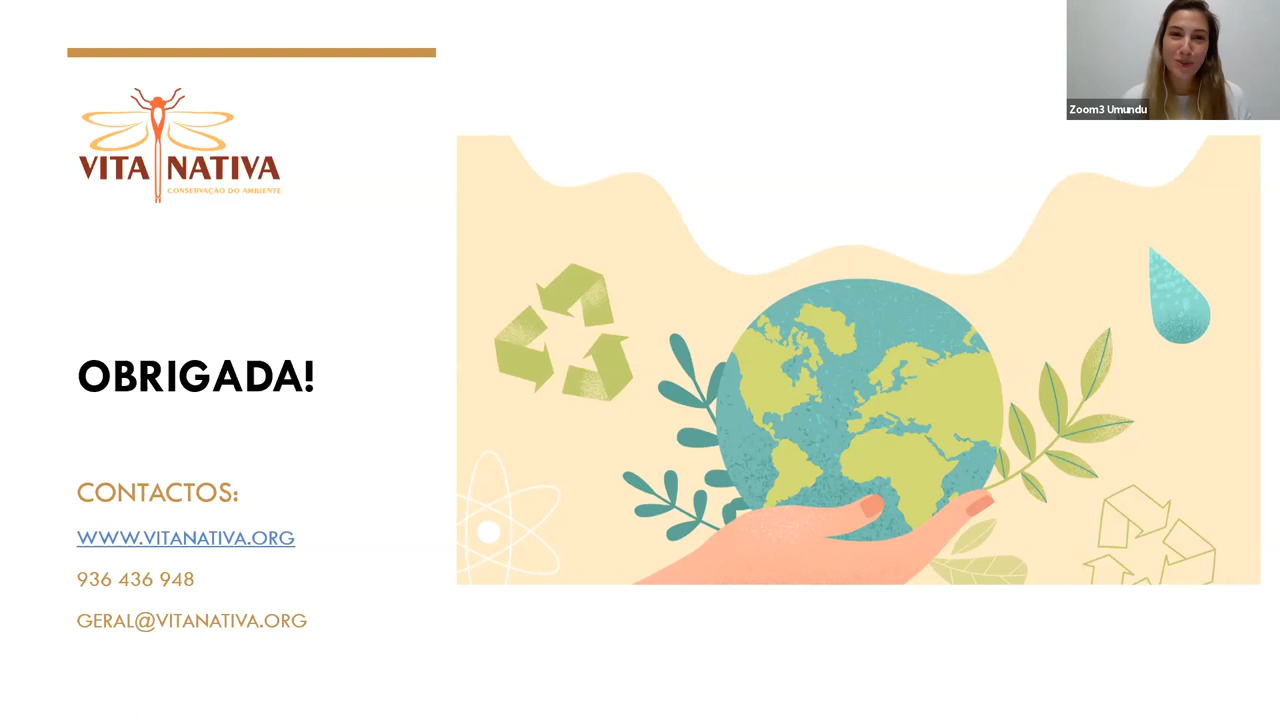 VITA NATIVA
CONSERVAÇÃO DO AMBIENTE
OBRIGADA!
CONTACTOS:
WWW.VITANATIVA.ORG
936 436 948
GERAL@VITANATIVA.ORG
Zoom3 Umundu